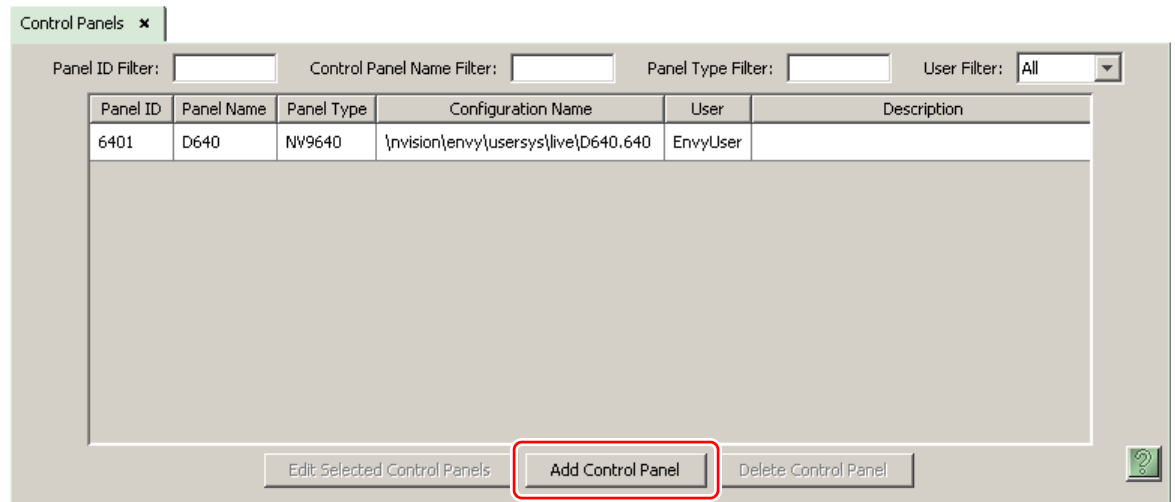 Control Panels ×
Panel ID Filter: Control Panel Name Filter: Panel Type Filter: User Filter: All
Panel ID Panel Name Panel Type Configuration Name User Description
6401 D640 NV9640 \nvision\envy\usersys\live\D640.640 EnvyUser
Edit Selected Control Panels Add Control Panel Delete Control Panel ?